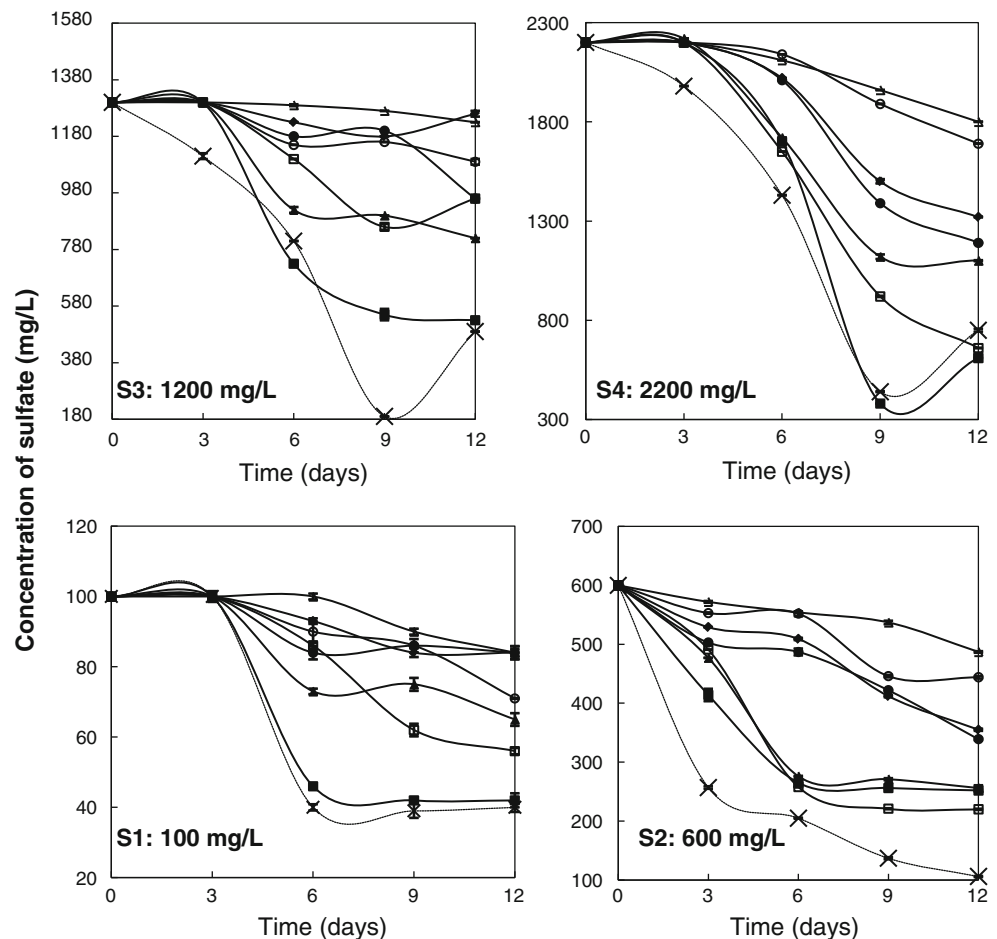 Concentration of sulfate (mg/L)
1580
1380
1180
980
780
580
380
180
S3: 1200 mg/L
0 3 6 9 12
Time (days)
2300
1800
1300
800
300
S4: 2200 mg/L
0 3 6 9 12
Time (days)
120
100
80
60
40
20
S1: 100 mg/L
0 3 6 9 12
Time (days)
700
600
500
400
300
200
100
S2: 600 mg/L
0 3 6 9 12
Time (days)